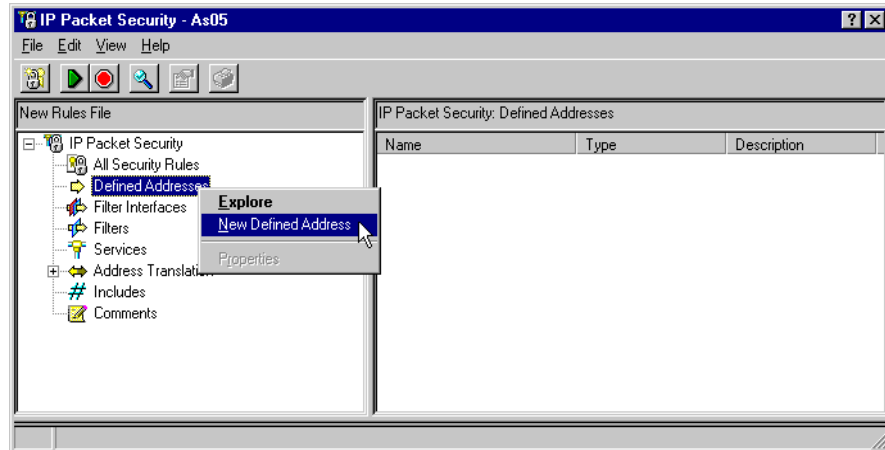 IP Packet Security - As05
File Edit View Help
New Rules File
IP Packet Security: Defined Addresses
IP Packet Security
All Security Rules
Defined Addresses
Filter Interfaces
Filters
Services
Address Translation
Includes
Comments
Explore
New Defined Address
Properties
Name Type Description